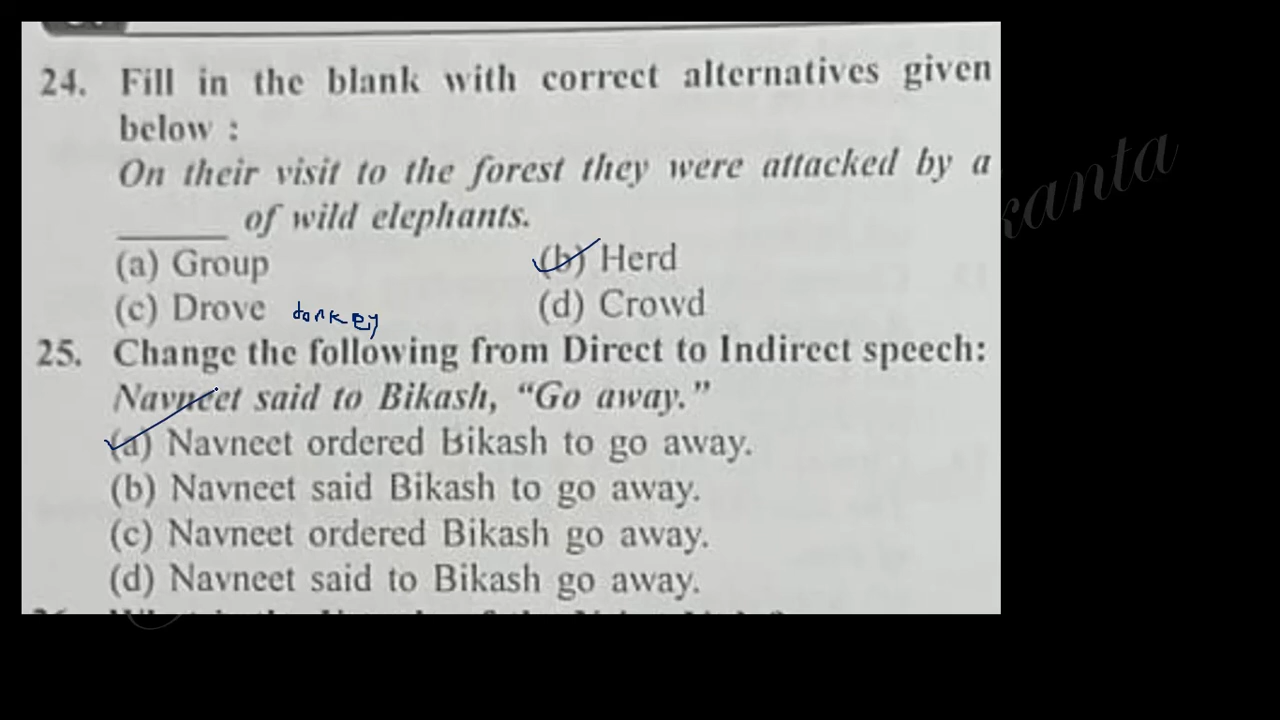 24. Fill in the blank with correct alternatives given
below :
On their visit to the forest they were attacked by a
______ of wild elephants.
(a) Group (b) Herd
(c) Drove donkey (d) Crowd
25. Change the following from Direct to Indirect speech:
Navneet said to Bikash, “Go away.”
(a) Navneet ordered Bikash to go away.
(b) Navneet said Bikash to go away.
(c) Navneet ordered Bikash go away.
(d) Navneet said to Bikash go away.
kanta